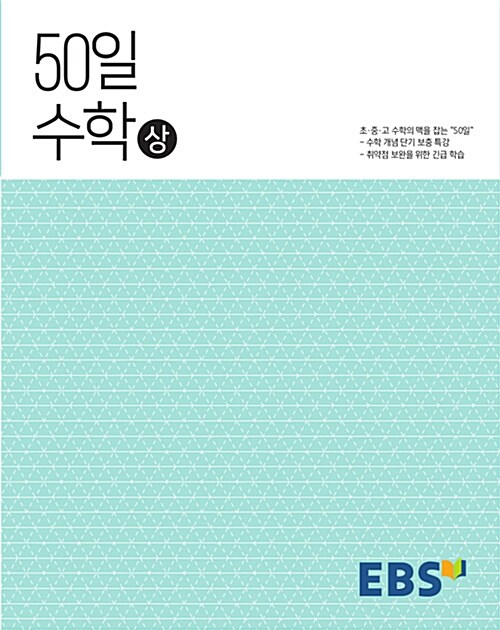 50일
수학 상
초·중·고 수학의 맥을 잡는 "50일"
- 수학 개념 단기 보충 특강
- 취약점 보완을 위한 긴급 학습
EBS